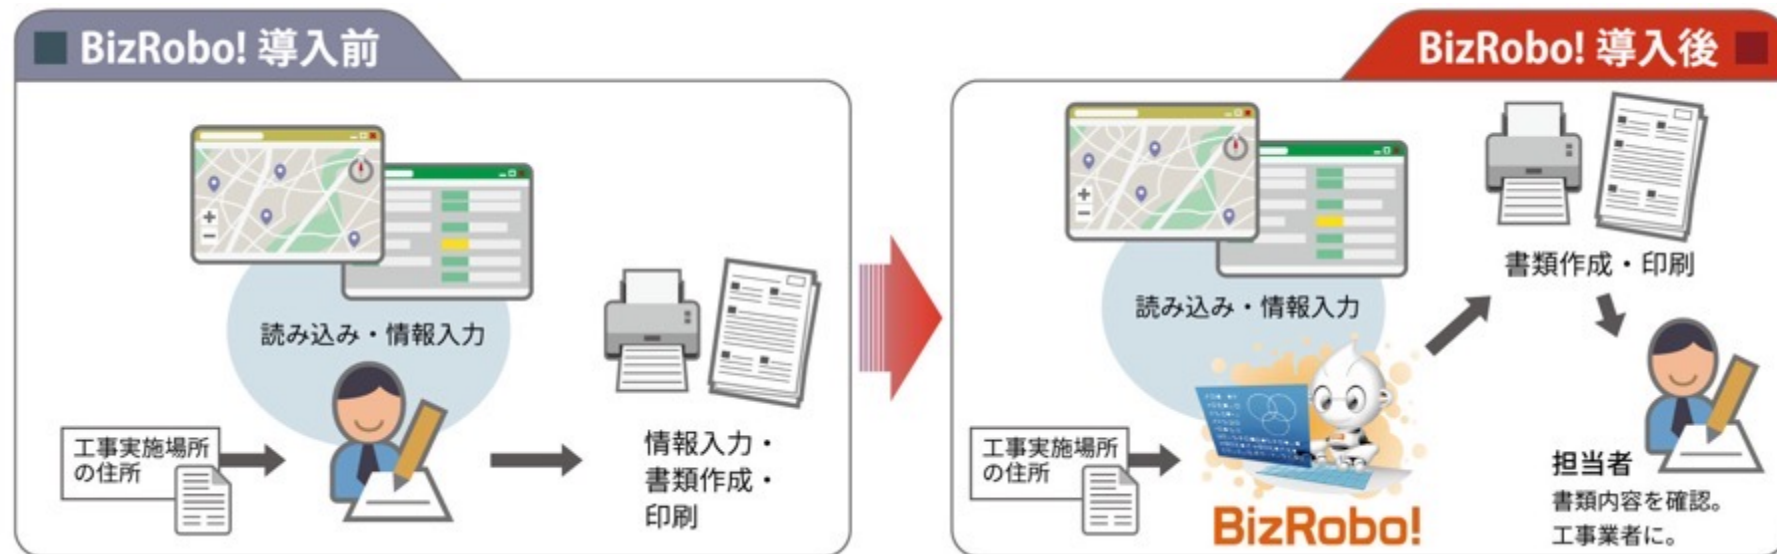 BizRobo! 導入前
読み込み・情報入力
工事実施場所
の住所
情報入力・
書類作成・
印刷
BizRobo! 導入後
読み込み・情報入力
書類作成・印刷
工事実施場所
の住所
BizRobo!
担当者
書類内容を確認。
工事業者に。